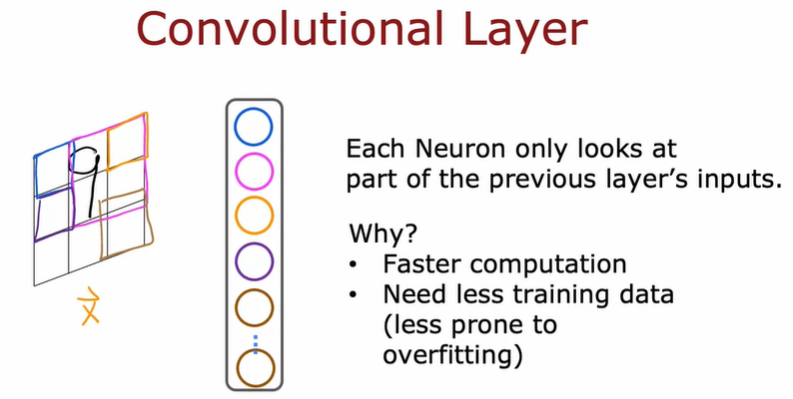 Convolutional Layer
9
x⃗
Each Neuron only looks at
part of the previous layer's inputs.
Why?
• Faster computation
• Need less training data
(less prone to
overfitting)